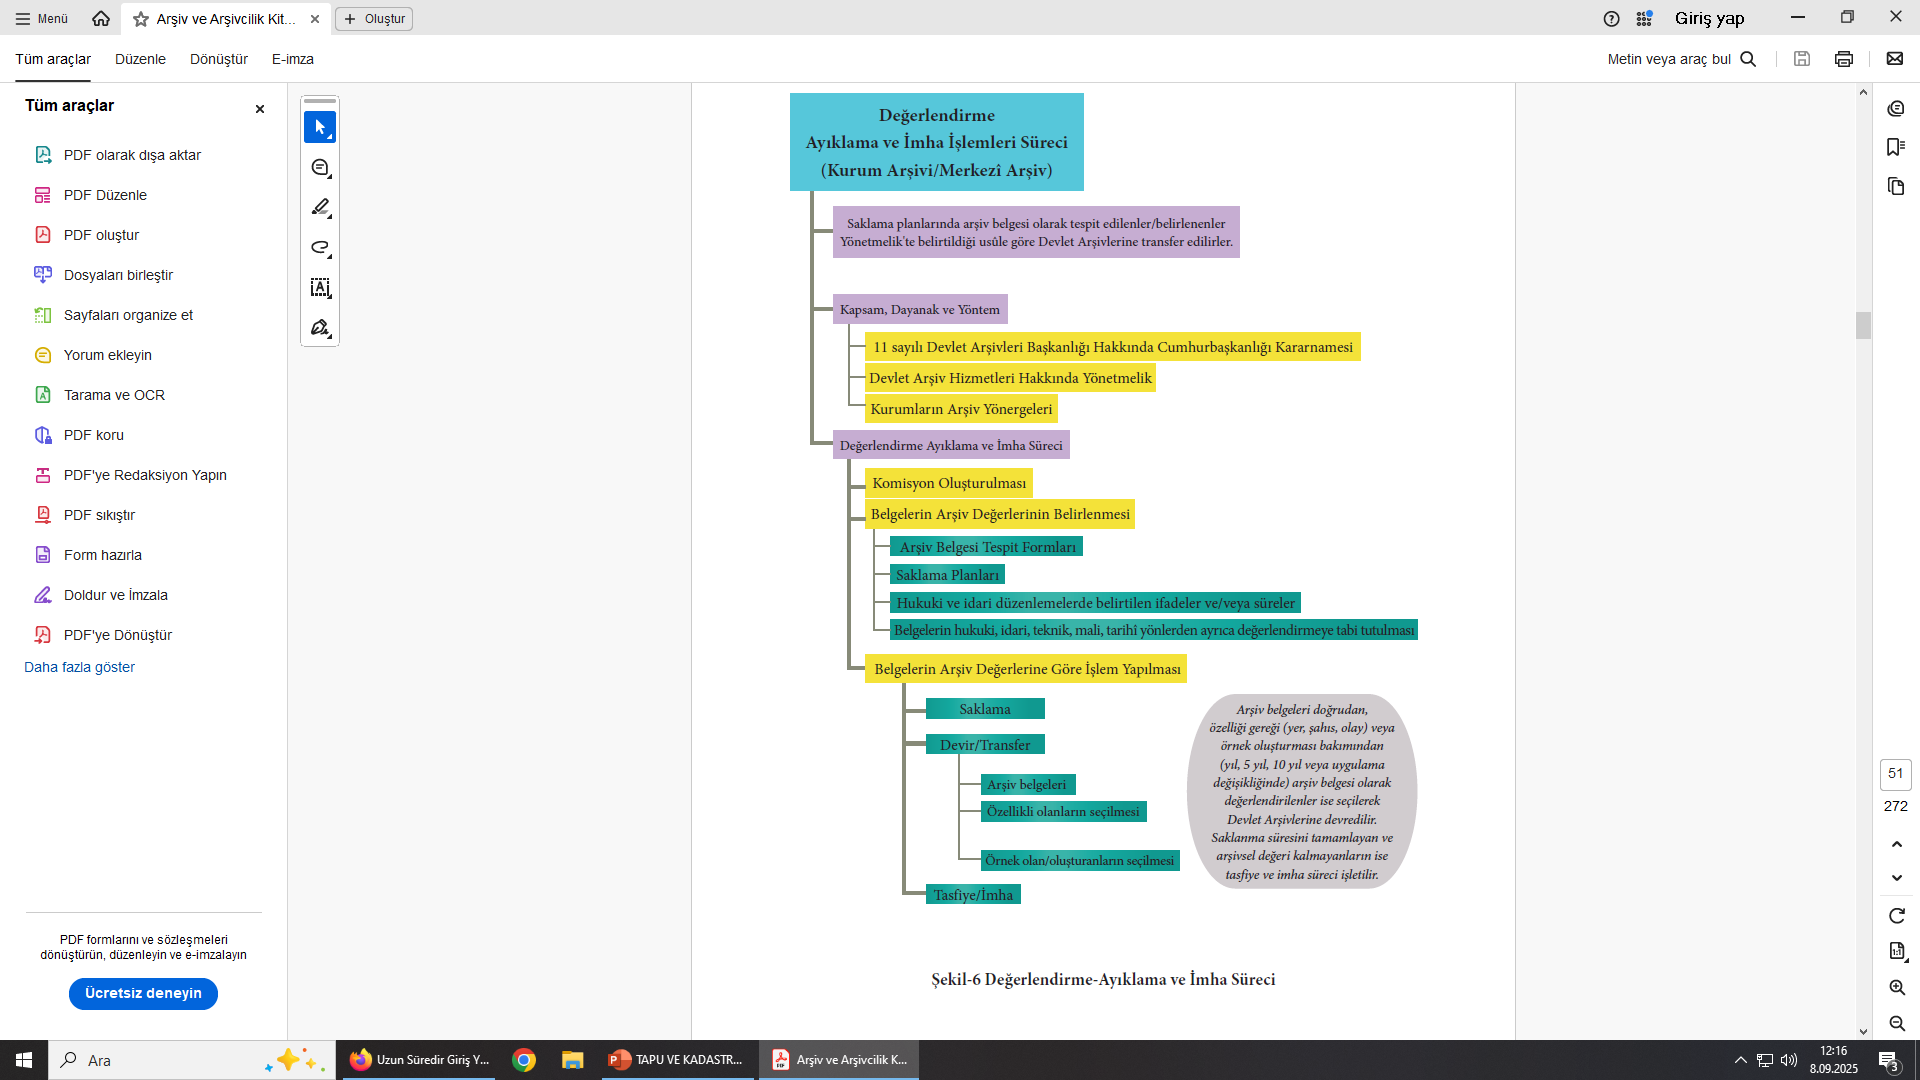 Menü
Arşiv ve Arşivcilik Kit...
Oluştur
Giriş yap
Tüm araçlar
Düzenle
Dönüştür
E-imza
Metin veya araç bul
Tüm araçlar
PDF olarak dışa aktar
PDF Düzenle
PDF oluştur
Dosyaları birleştir
Sayfaları organize et
Yorum ekleyin
Tarama ve OCR
PDF koru
PDF'ye Redaksiyon Yapın
PDF sıkıştır
Form hazırla
Doldur ve İmzala
PDF'ye Dönüştür
Daha fazla göster
PDF formlarını ve sözleşmeleri
dönüştürün, düzenleyin ve e-imzalayın
Ücretsiz deneyin
Değerlendirme
Ayıklama ve İmha İşlemleri Süreci
(Kurum Arşivi/Merkezî Arşiv)
Saklama planlarında arşiv belgesi olarak tespit edilenler/belirlenenler
Yönetmelik'te belirtildiği usûle göre Devlet Arşivlerine transfer edilirler.
Kapsam, Dayanak ve Yöntem
11 sayılı Devlet Arşivleri Başkanlığı Hakkında Cumhurbaşkanlığı Kararnamesi
Devlet Arşiv Hizmetleri Hakkında Yönetmelik
Kurumların Arşiv Yönergeleri
Değerlendirme Ayıklama ve İmha Süreci
Komisyon Oluşturulması
Belgelerin Arşiv Değerlerinin Belirlenmesi
Arşiv Belgesi Tespit Formları
Saklama Planları
Hukuki ve idari düzenlemelerde belirtilen ifadeler ve/veya süreler
Belgelerin hukuki, idari, teknik, mali, tarihî yönlerden ayrıca değerlendirmeye tabi tutulması
Belgelerin Arşiv Değerlerine Göre İşlem Yapılması
Saklama
Devir/Transfer
Arşiv belgeleri
Özellikli olanların seçilmesi
Örnek olan/oluşturanların seçilmesi
Tasfiye/İmha
Arşiv belgeleri doğrudan,
özelliği gereği (yer, şahıs, olay) veya
örnek oluşturması bakımından
(yıl, 5 yıl, 10 yıl veya uygulama
değişikliğinde) arşiv belgesi olarak
değerlendirilenler ise seçilerek
Devlet Arşivlerine devredilir.
Saklanma süresini tamamlayan ve
arşivsel değeri kalmayanların ise
tasfiye ve imha süreci işletilir.
Şekil-6 Değerlendirme-Ayıklama ve İmha Süreci
51
272
1:1
Ara
Uzun Süredir Giriş Y...
TAPU VE KADASTR...
Arşiv ve Arşivcilik K...
12:16
8.09.2025
3